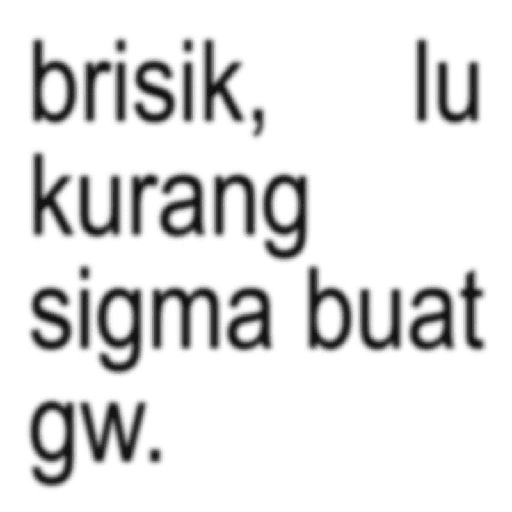 brisik, lu
kurang
sigma buat
gw.